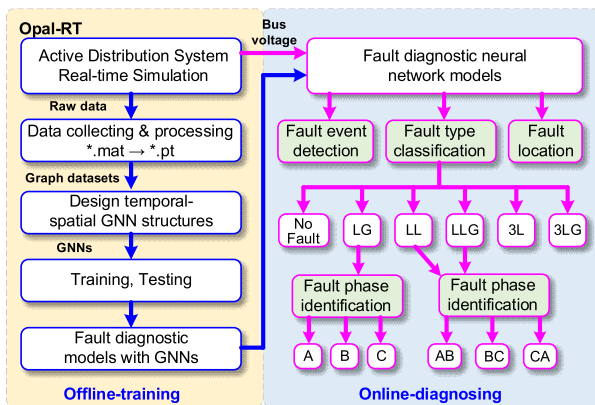 Opal-RT
Active Distribution System
Real-time Simulation
Raw data
Data collecting & processing
*.mat → *.pt
Graph datasets
Design temporal-
spatial GNN structures
GNNs
Training, Testing
Fault diagnostic
models with GNNs
Offline-training
Bus
voltage
Fault diagnostic neural
network models
Fault event
detection
Fault type
classification
Fault
location
No
Fault
LG
LL
LLG
3L
3LG
Fault phase
identification
Fault phase
identification
A
B
C
AB
BC
CA
Online-diagnosing